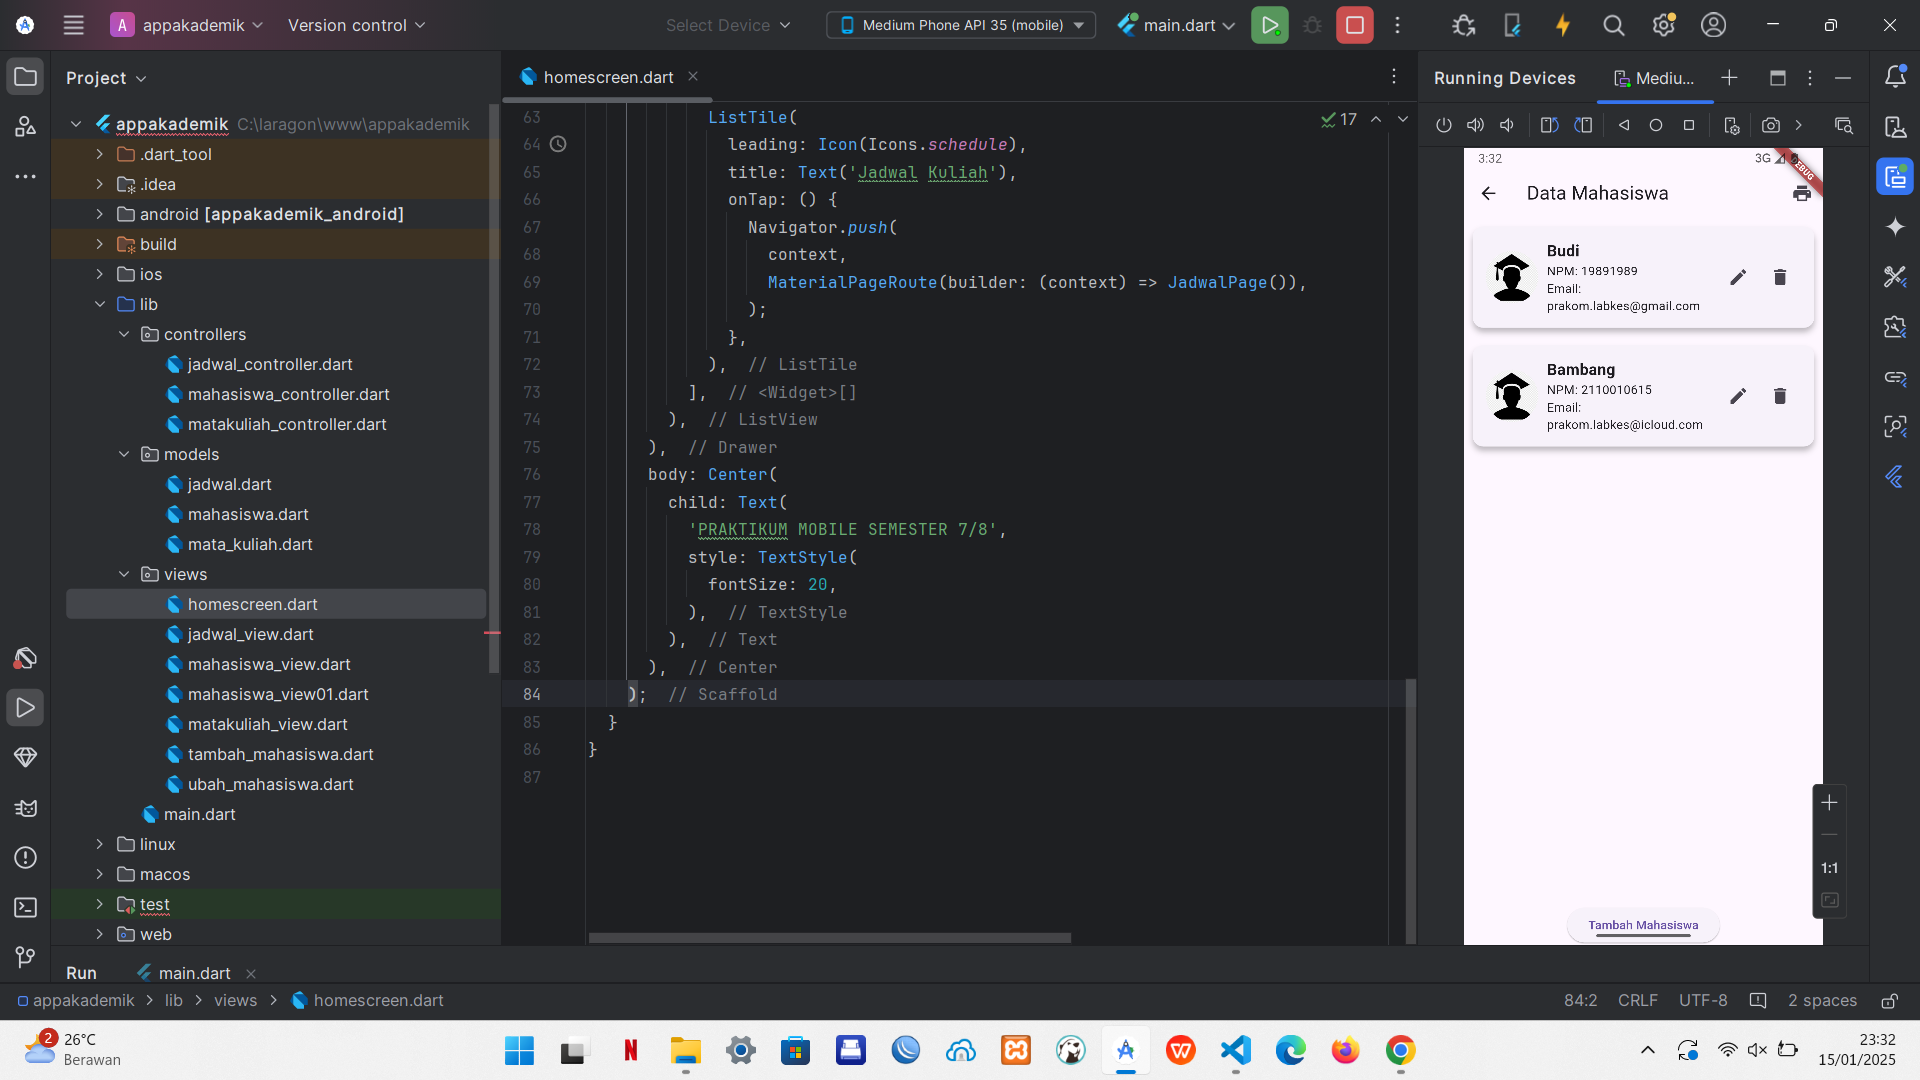 A
appakademik
Version control
Select Device
Medium Phone API 35 (mobile)
main.dart
Project
homescreen.dart
Running Devices
Mediu...
appakademik C:\laragon\www\appakademik
.dart_tool
.idea
android [appakademik_android]
build
ios
lib
controllers
jadwal_controller.dart
mahasiswa_controller.dart
matakuliah_controller.dart
models
jadwal.dart
mahasiswa.dart
mata_kuliah.dart
views
homescreen.dart
jadwal_view.dart
mahasiswa_view.dart
mahasiswa_view01.dart
matakuliah_view.dart
tambah_mahasiswa.dart
ubah_mahasiswa.dart
main.dart
linux
macos
test
web
17
63 ListTile(
64 leading: Icon(Icons.schedule),
65 title: Text('Jadwal Kuliah'),
66 onTap: () {
67 Navigator.push(
68 context,
69 MaterialPageRoute(builder: (context) => JadwalPage()),
70 );
71 },
72 ), // ListTile
73 ], // <Widget>[]
74 ), // ListView
75 ), // Drawer
76 body: Center(
77 child: Text(
78 'PRAKTIKUM MOBILE SEMESTER 7/8',
79 style: TextStyle(
80 fontSize: 20,
81 ), // TextStyle
82 ), // Text
83 ), // Center
84 ); // Scaffold
85 }
86 }
87
3:32
3G
DEBUG
Data Mahasiswa
Budi
NPM: 19891989
Email:
prakom.labkes@gmail.com
Bambang
NPM: 2110010615
Email:
prakom.labkes@icloud.com
Tambah Mahasiswa
1:1
Run
main.dart
appakademik > lib > views > homescreen.dart
84:2 CRLF UTF-8 2 spaces
2
26°C
Berawan
N
W
23:32
15/01/2025